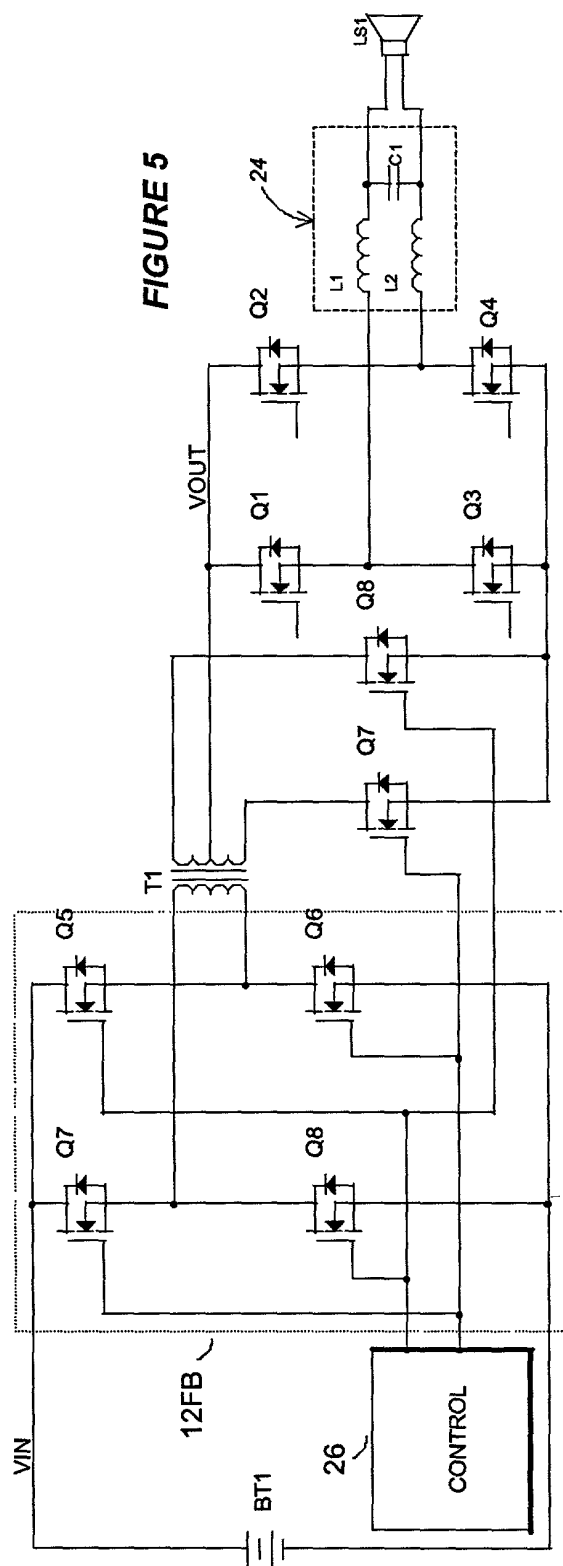 FIGURE 5
VIN
BT1
26
CONTROL
12FB
Q7
Q8
Q5
Q6
T1
Q7
Q8
VOUT
Q1
Q3
Q2
Q4
24
L1
L2
C1
LS1